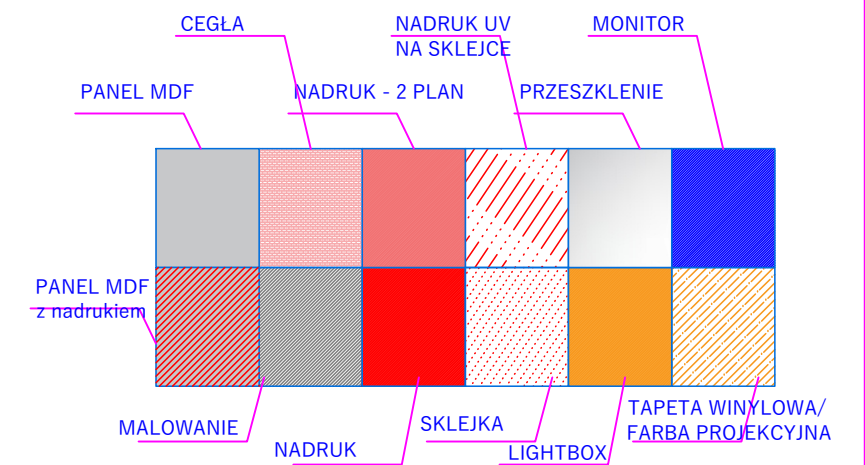 CEGŁA
NADRUK UV
NA SKLEJCE
MONITOR
PANEL MDF
NADRUK - 2 PLAN
PRZESZKLENIE
PANEL MDF
z nadrukiem
MALOWANIE
NADRUK
SKLEJKA
LIGHTBOX
TAPETA WINYLOWA/
FARBA PROJEKCYJNA